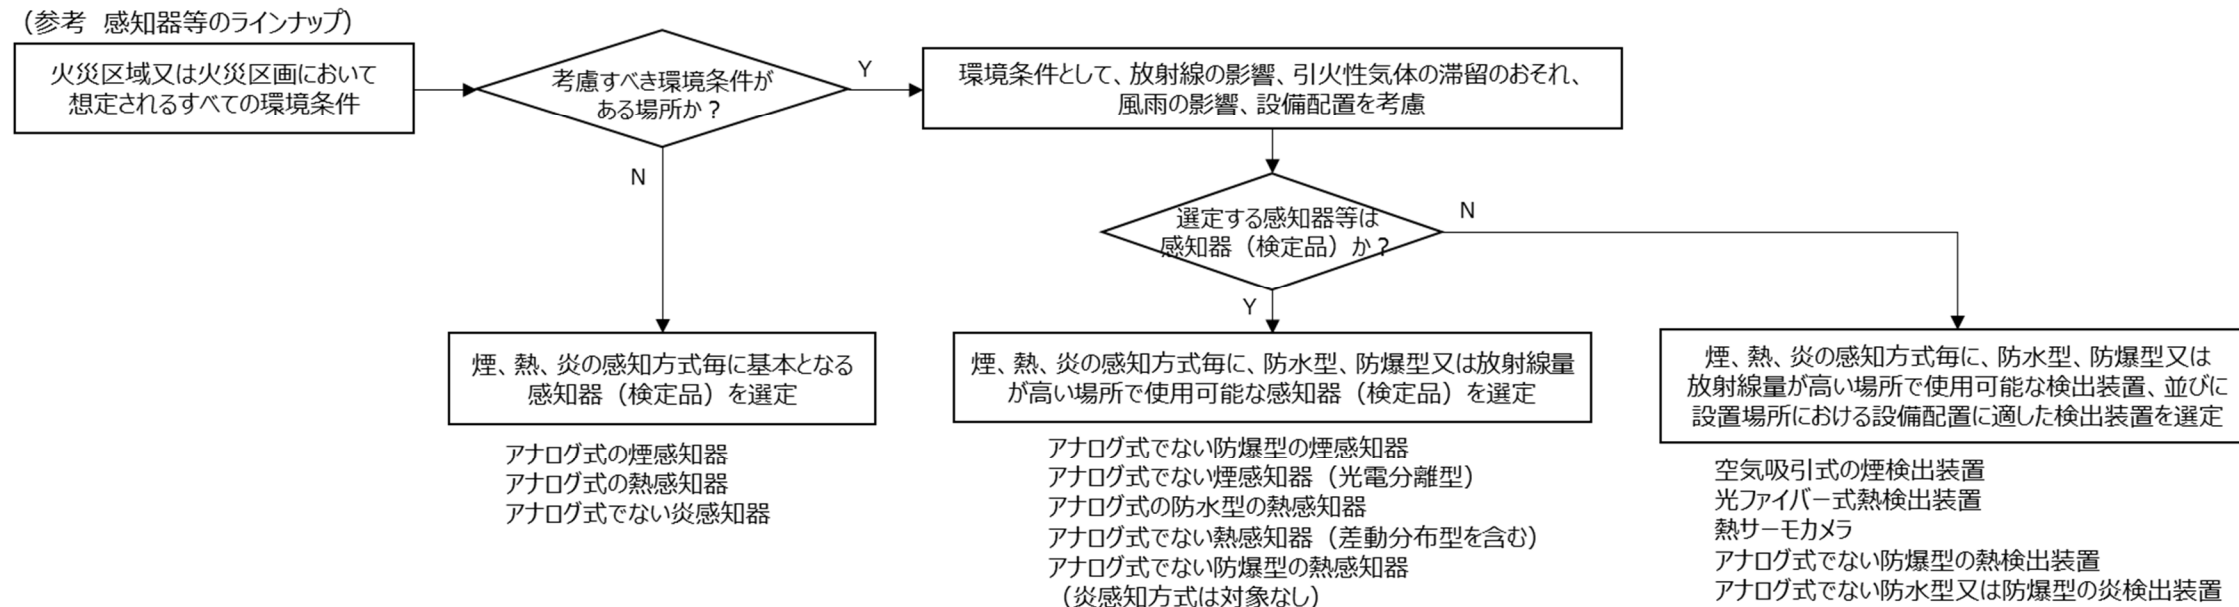 （参考　感知器等のラインナップ）
火災区域又は火災区画において
想定されるすべての環境条件
考慮すべき環境条件が
ある場所か？
Y
N
環境条件として、放射線の影響、引火性気体の滞留のおそれ、
風雨の影響、設備配置を考慮
選定する感知器等は
感知器（検定品）か？
N
Y
煙、熱、炎の感知方式毎に基本となる
感知器（検定品）を選定
アナログ式の煙感知器
アナログ式の熱感知器
アナログ式でない炎感知器
煙、熱、炎の感知方式毎に、防水型、防爆型又は放射線量
が高い場所で使用可能な感知器（検定品）を選定
アナログ式でない防爆型の煙感知器
アナログ式でない煙感知器（光電分離型）
アナログ式の防水型の熱感知器
アナログ式でない熱感知器（差動分布型を含む）
アナログ式でない防爆型の熱感知器
（炎感知方式は対象なし）
煙、熱、炎の感知方式毎に、防水型、防爆型又は
放射線量が高い場所で使用可能な検出装置、並びに
設置場所における設備配置に適した検出装置を選定
空気吸引式の煙検出装置
光ファイバー式熱検出装置
熱サーモカメラ
アナログ式でない防爆型の熱検出装置
アナログ式でない防水型又は防爆型の炎検出装置